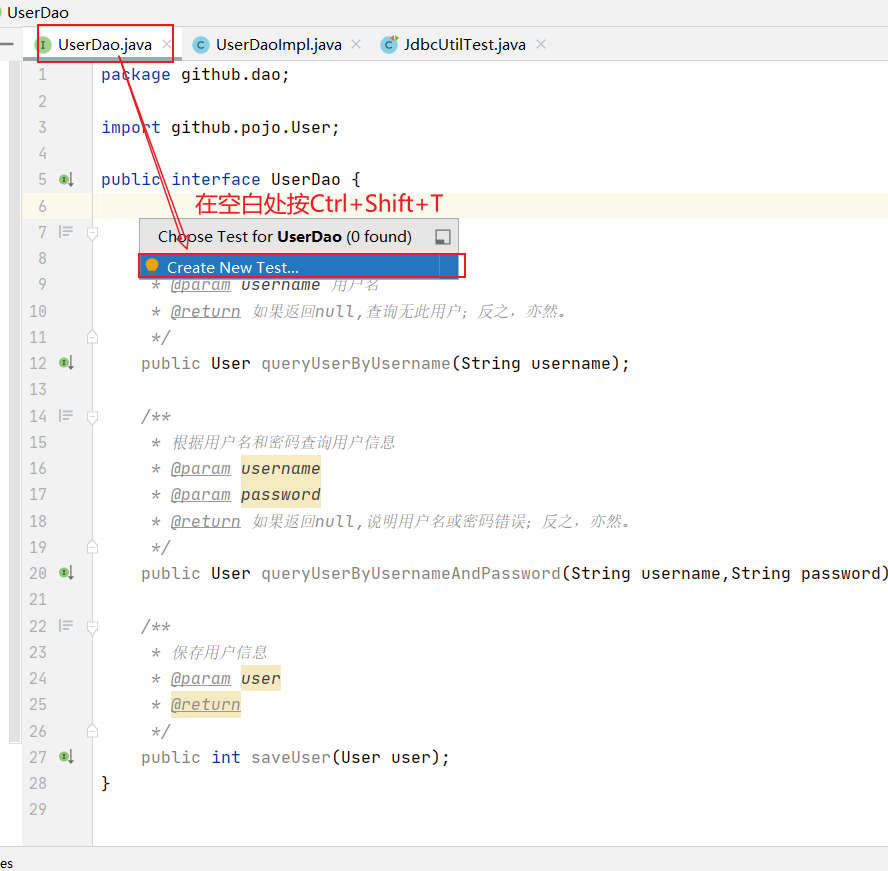 UserDao
UserDao.java
UserDaoImpl.java
JdbcUtilTest.java
1 package github.dao;
2
3 import github.pojo.User;
4
5 public interface UserDao {
6
在空白处按Ctrl+Shift+T
7
Choose Test for UserDao (0 found)
8
Create New Test...
9 * @param username 用户名
10 * @return 如果返回null,查询无此用户;反之，亦然。
11 */
12 public User queryUserByUsername(String username);
13
14 /**
15 * 根据用户名和密码查询用户信息
16 * @param username
17 * @param password
18 * @return 如果返回null,说明用户名或密码错误;反之，亦然。
19 */
20 public User queryUserByUsernameAndPassword(String username,String password)
21
22 /**
23 * 保存用户信息
24 * @param user
25 * @return
26 */
27 public int saveUser(User user);
28 }
29
es